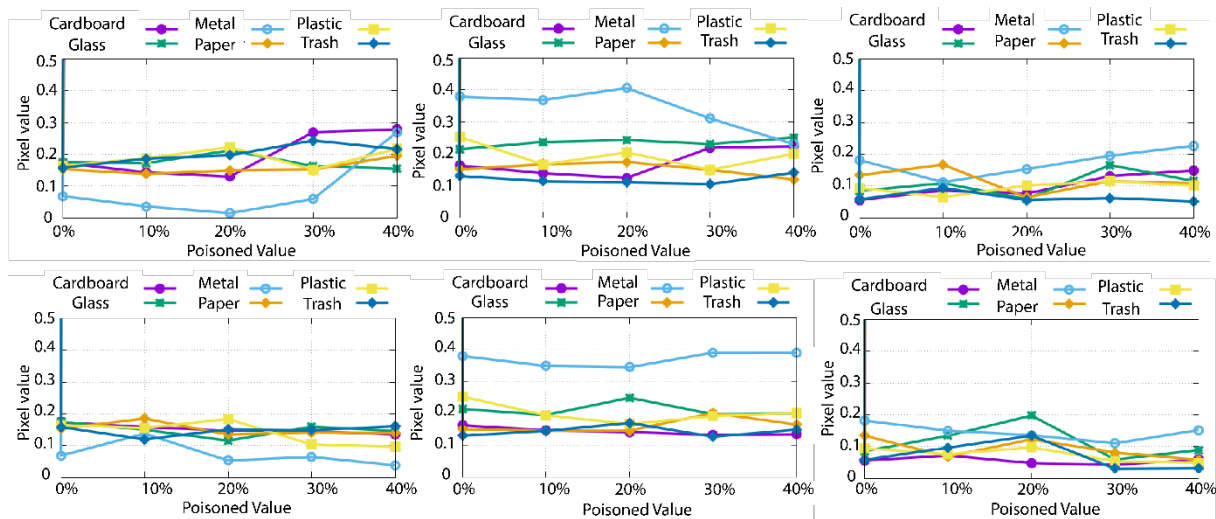 Cardboard Metal Plastic
Glass Paper Trash
0.5
0.4
0.3
0.2
0.1
0
Pixel value
0% 10% 20% 30% 40%
Poisoned Value
Cardboard Metal Plastic
Glass Paper Trash
0.5
0.4
0.3
0.2
0.1
0
Pixel value
0% 10% 20% 30% 40%
Poisoned Value
Cardboard Metal Plastic
Glass Paper Trash
0.5
0.4
0.3
0.2
0.1
0
Pixel value
0% 10% 20% 30% 40%
Poisoned Value
Cardboard Metal Plastic
Glass Paper Trash
0.5
0.4
0.3
0.2
0.1
0
Pixel value
0% 10% 20% 30% 40%
Poisoned Value
Cardboard Metal Plastic
Glass Paper Trash
0.5
0.4
0.3
0.2
0.1
0
Pixel value
0% 10% 20% 30% 40%
Poisoned Value
Cardboard Metal Plastic
Glass Paper Trash
0.5
0.4
0.3
0.2
0.1
0
Pixel value
0% 10% 20% 30% 40%
Poisoned Value